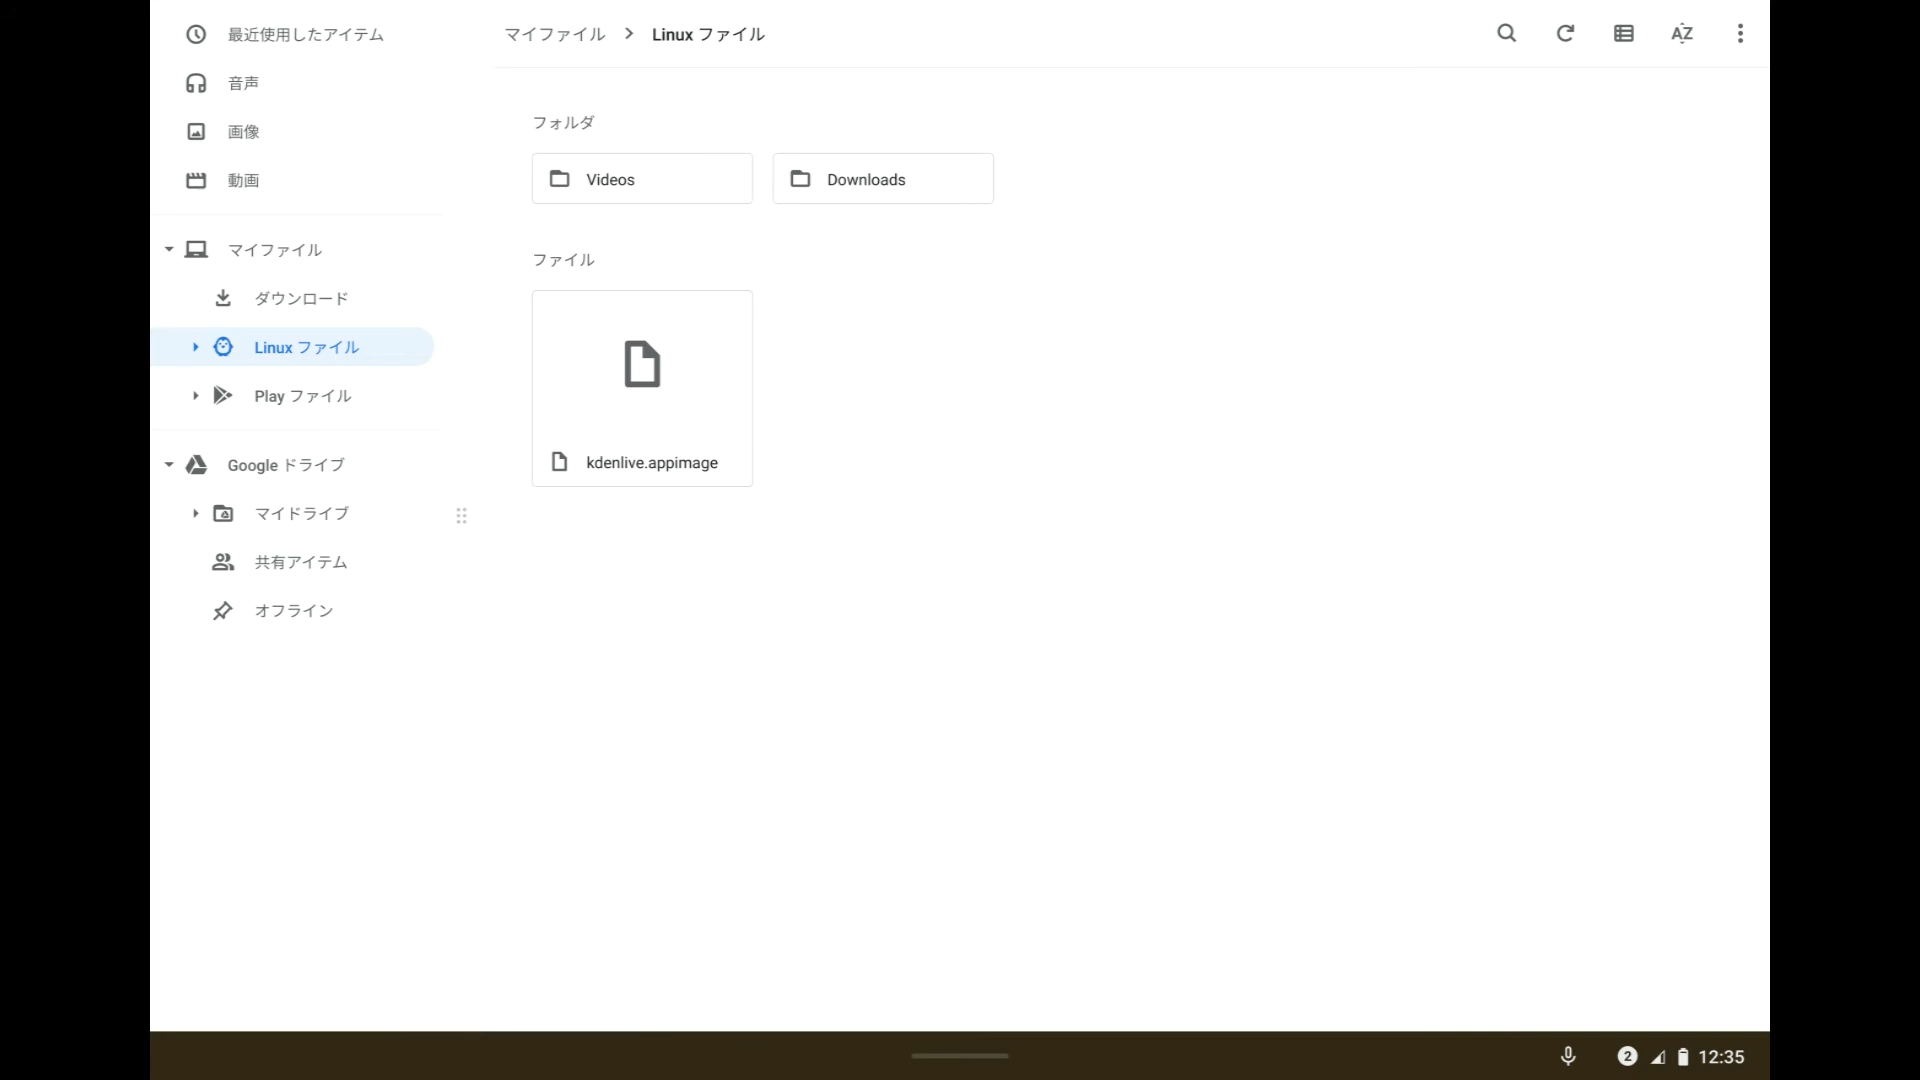 最近使用したアイテム
音声
画像
動画
マイファイル
ダウンロード
Linux ファイル
Play ファイル
Google ドライブ
マイドライブ
共有アイテム
オフライン
マイファイル > Linux ファイル
AZ
フォルダ
Videos
Downloads
ファイル
kdenlive.appimage
2
12:35